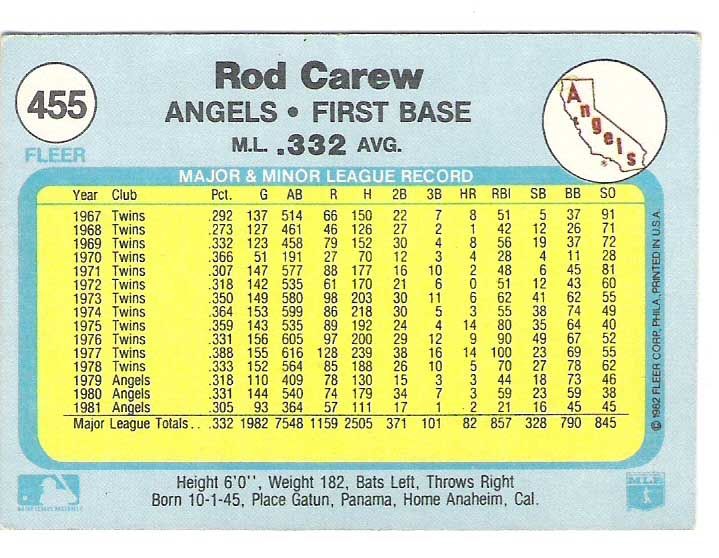 455
FLEER
Rod Carew
ANGELS • FIRST BASE
M.L. .332 AVG.
Angels
MAJOR & MINOR LEAGUE RECORD
Year Club Pct. G AB R H 2B 3B HR RBI SB BB SO
1967 Twins .292 137 514 66 150 22 7 8 51 5 37 91
1968 Twins .273 127 461 46 126 27 2 1 42 12 26 71
1969 Twins .332 123 458 79 152 30 4 8 56 19 37 72
1970 Twins .366 51 191 27 70 12 3 4 28 4 11 28
1971 Twins .307 147 577 88 177 16 10 2 48 6 45 81
1972 Twins .318 142 535 61 170 21 6 0 51 12 43 60
1973 Twins .350 149 580 98 203 30 11 6 62 41 62 55
1974 Twins .364 153 599 86 218 30 5 3 55 38 74 49
1975 Twins .359 143 535 89 192 24 4 14 80 35 64 40
1976 Twins .331 156 605 97 200 29 12 9 90 49 67 52
1977 Twins .388 155 616 128 239 38 16 14 100 23 69 55
1978 Twins .333 152 564 85 188 26 10 5 70 27 78 62
1979 Angels .318 110 409 78 130 15 3 3 44 18 73 46
1980 Angels .331 144 540 74 179 34 7 3 59 23 59 38
1981 Angels .305 93 364 57 111 17 1 2 21 16 45 45
Major League Totals . . .332 1982 7548 1159 2505 371 101 82 857 328 790 845
© 1982 FLEER CORP., PHILA., PRINTED IN U.S.A.
Height 6'0'', Weight 182, Bats Left, Throws Right
Born 10-1-45, Place Gatun, Panama, Home Anaheim, Cal.
MAJOR LEAGUE BASEBALL